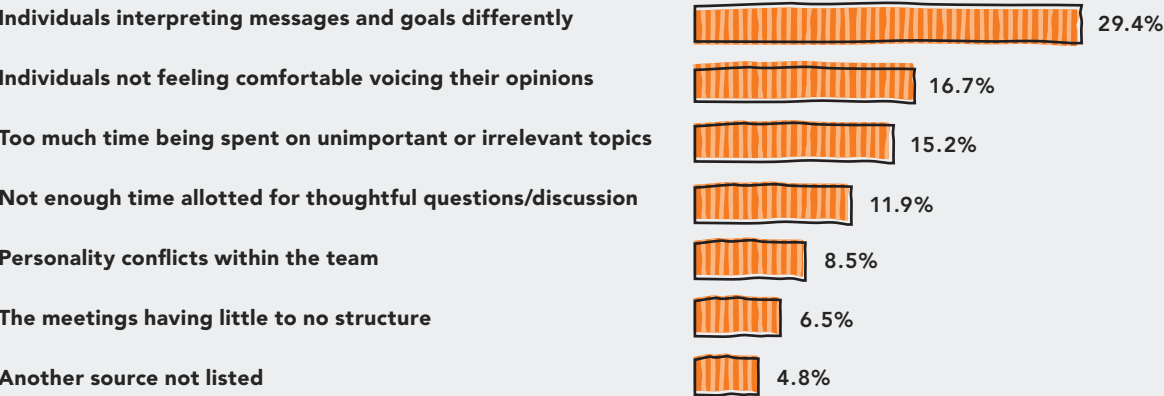 Individuals interpreting messages and goals differently 29.4%
Individuals not feeling comfortable voicing their opinions 16.7%
Too much time being spent on unimportant or irrelevant topics 15.2%
Not enough time allotted for thoughtful questions/discussion 11.9%
Personality conflicts within the team 8.5%
The meetings having little to no structure 6.5%
Another source not listed 4.8%